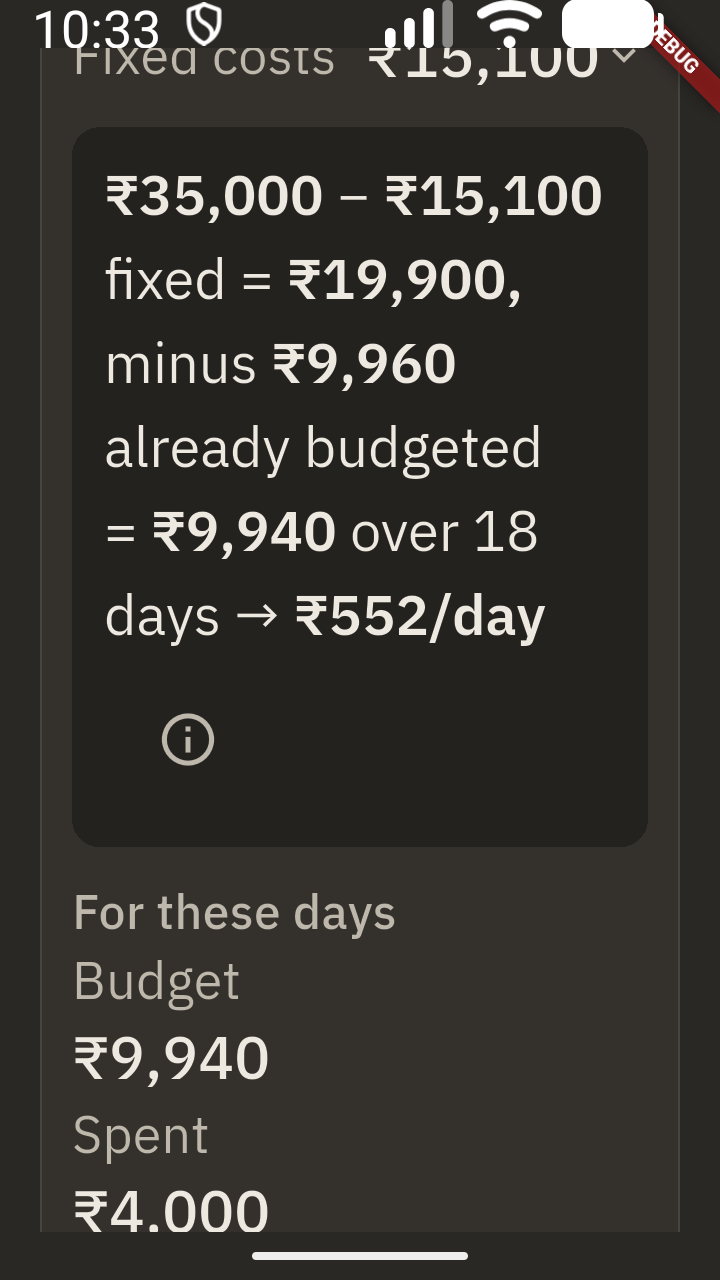 10:33
DEBUG
Fixed costs ₹15,100
₹35,000 – ₹15,100
fixed = ₹19,900,
minus ₹9,960
already budgeted
= ₹9,940 over 18
days → ₹552/day
For these days
Budget
₹9,940
Spent
₹4,000